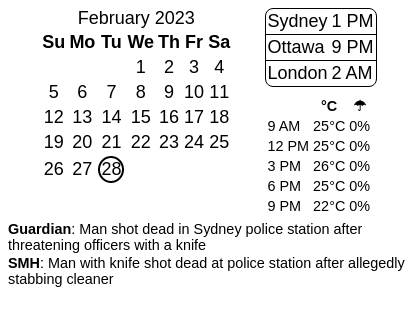 February 2023
Su Mo Tu We Th Fr Sa
1 2 3 4
5 6 7 8 9 10 11
12 13 14 15 16 17 18
19 20 21 22 23 24 25
26 27 28
Sydney 1 PM
Ottawa 9 PM
London 2 AM
°C ☂
9 AM 25°C 0%
12 PM 25°C 0%
3 PM 26°C 0%
6 PM 25°C 0%
9 PM 22°C 0%
Guardian: Man shot dead in Sydney police station after
threatening officers with a knife
SMH: Man with knife shot dead at police station after allegedly
stabbing cleaner